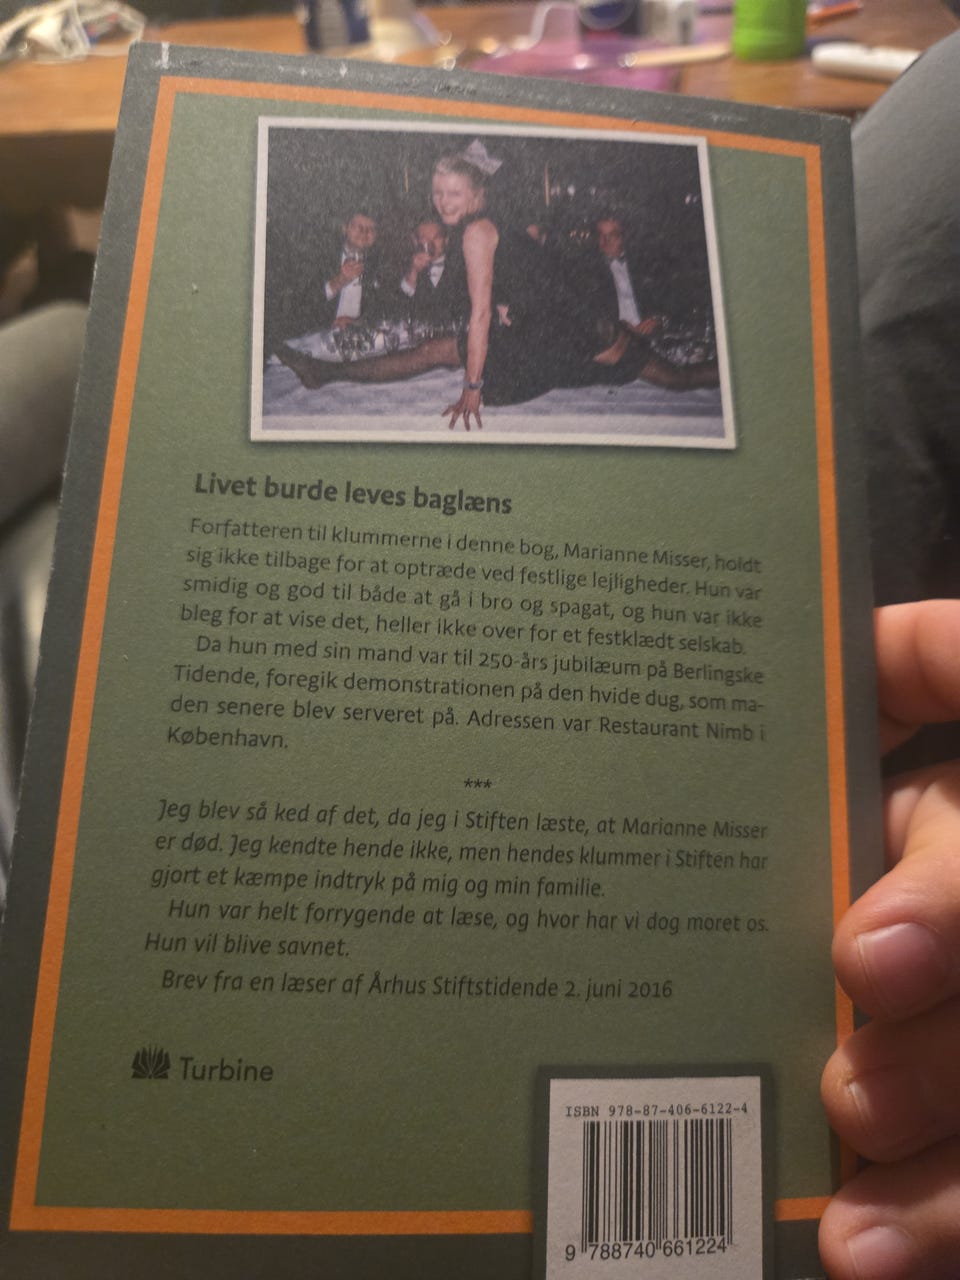 Livet burde leves baglæns
Forfatteren til klummerne i denne bog, Marianne Misser, holdt
sig ikke tilbage for at optræde ved festlige lejligheder. Hun var
smidig og god til både at gå i bro og spagat, og hun var ikke
bleg for at vise det, heller ikke over for et festklædt selskab.
Da hun med sin mand var til 250-års jubilæum på Berlingske
Tidende, foregik demonstrationen på den hvide dug, som ma-
den senere blev serveret på. Adressen var Restaurant Nimb i
København.
***
Jeg blev så ked af det, da jeg i Stiften læste, at Marianne Misser
er død. Jeg kendte hende ikke, men hendes klummer i Stiften har
gjort et kæmpe indtryk på mig og min familie.
Hun var helt forrygende at læse, og hvor har vi dog moret os.
Hun vil blive savnet.
Brev fra en læser af Århus Stiftstidende 2. juni 2016
Turbine
ISBN 978-87-406-6122-4
9 788740 661224